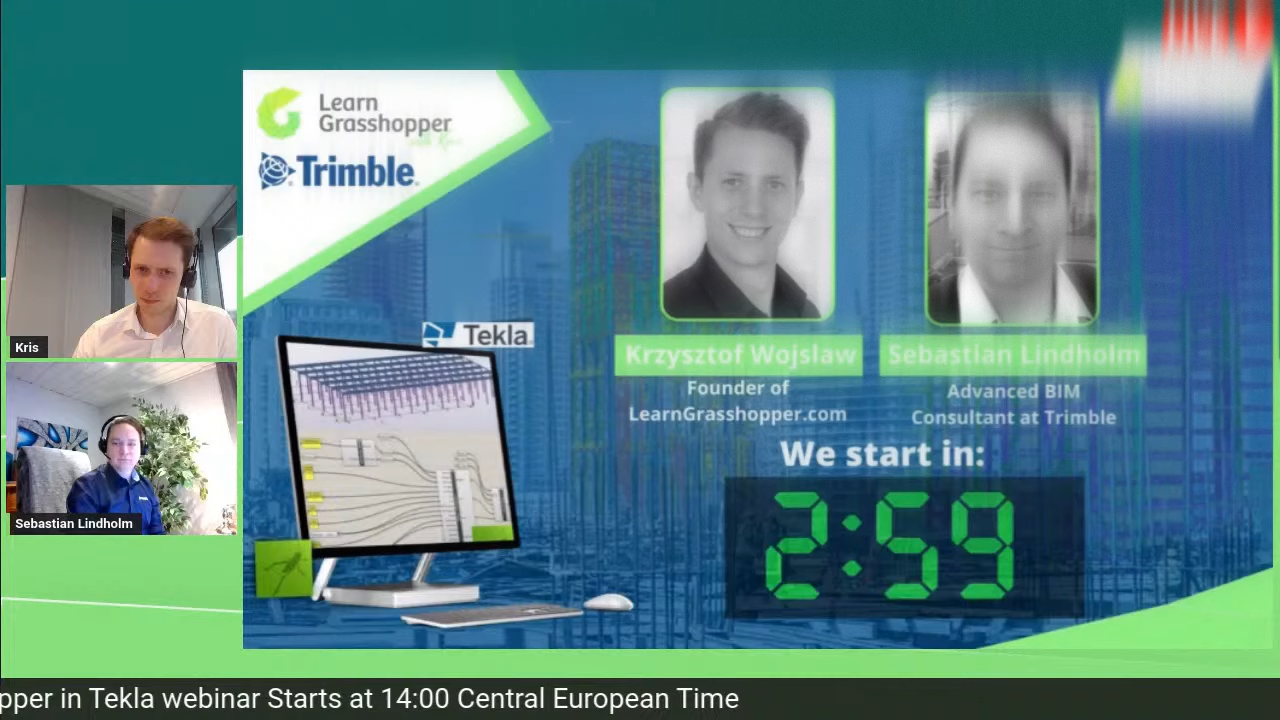 Learn
Grasshopper
Trimble
Kris
Sebastian Lindholm
Tekla
Krzysztof Wojslaw
Founder of
LearnGrasshopper.com
Sebastian Lindholm
Advanced BIM
Consultant at Trimble
We start in:
2:59
pper in Tekla webinar Starts at 14:00 Central European Time